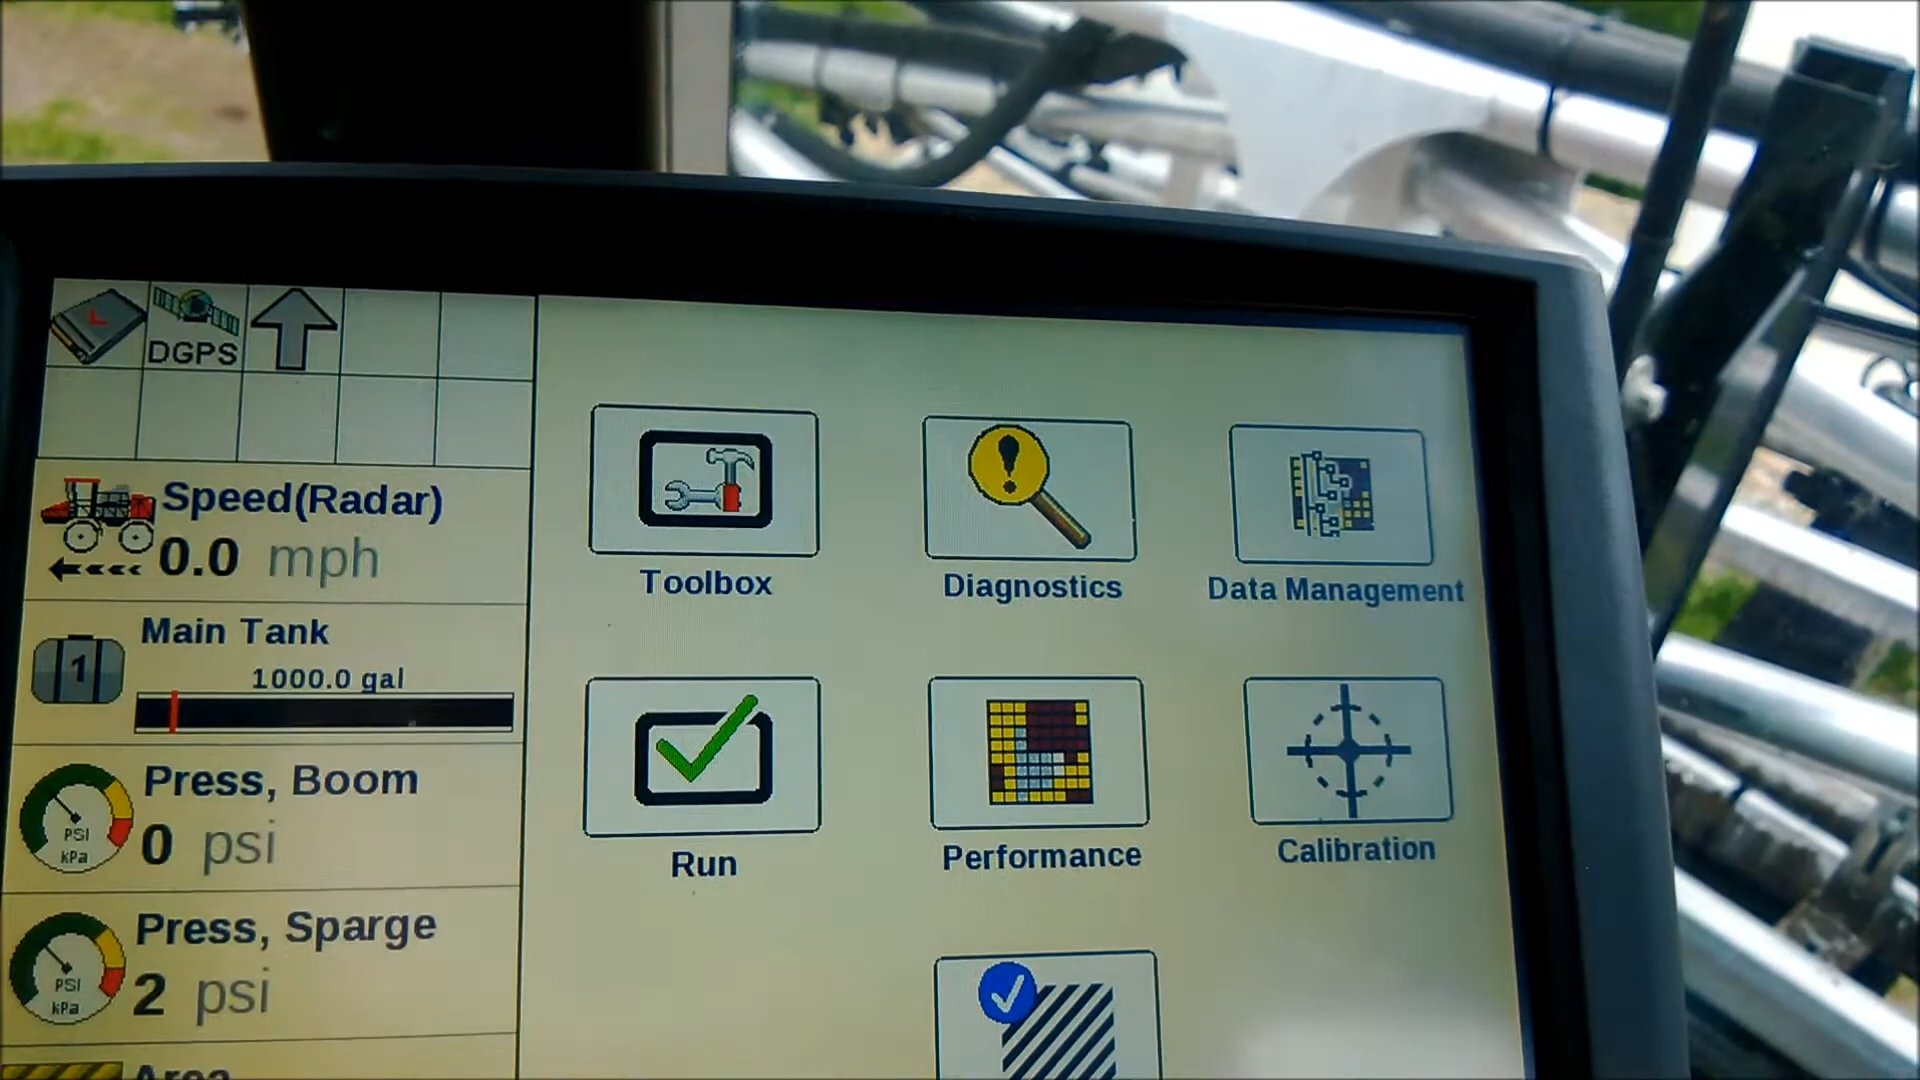 DGPS
Speed(Radar)
0.0 mph
Main Tank
1
1000.0 gal
Press, Boom
PSI
kPa
0 psi
Press, Sparge
PSI
kPa
2 psi
Area
Toolbox
Diagnostics
Data Management
Run
Performance
Calibration